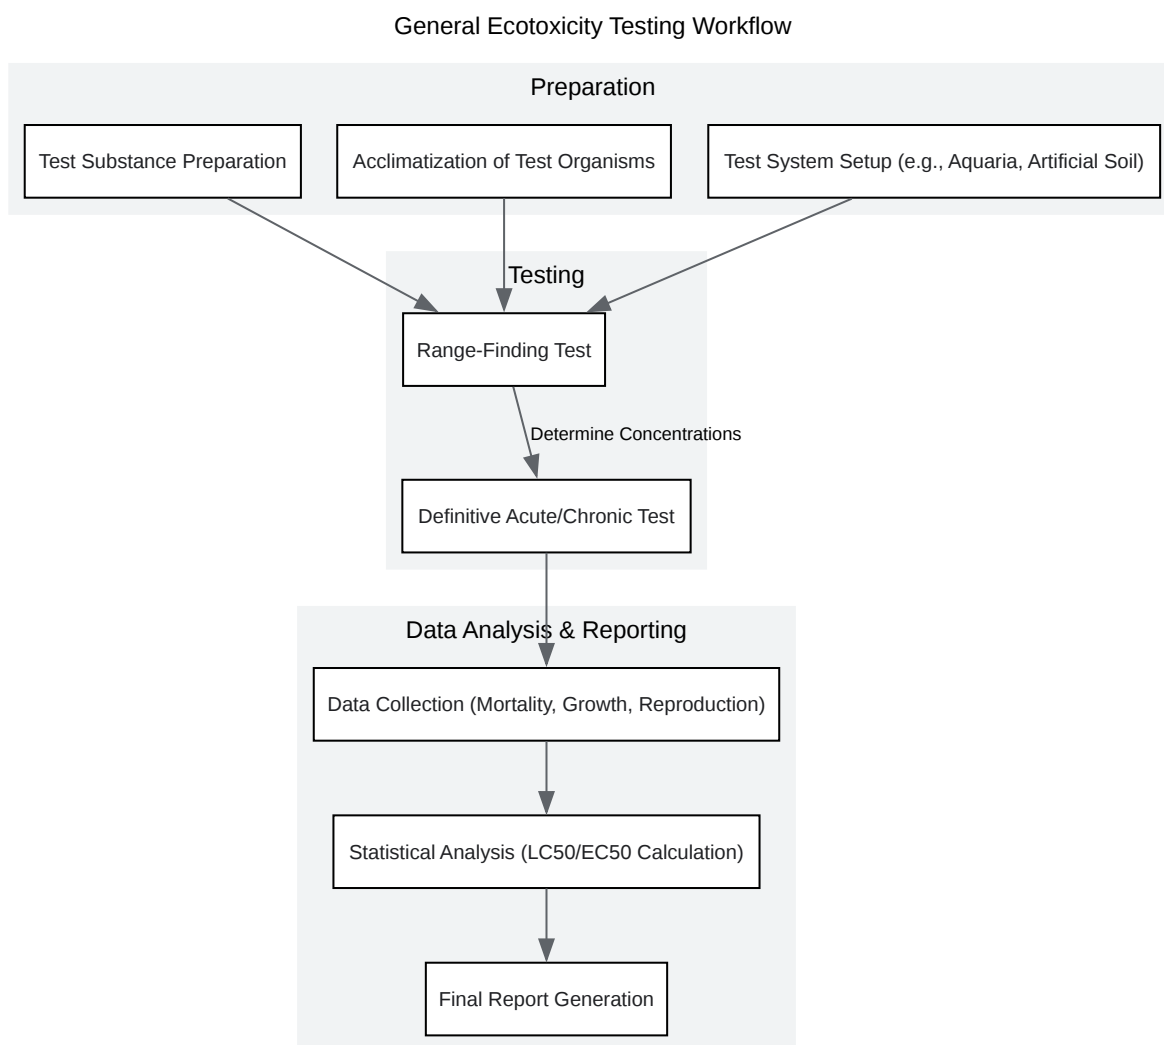 General Ecotoxicity Testing Workflow
Preparation
Test Substance Preparation
Acclimatization of Test Organisms
Test System Setup (e.g., Aquaria, Artificial Soil)
Testing
Range-Finding Test
Determine Concentrations
Definitive Acute/Chronic Test
Data Analysis & Reporting
Data Collection (Mortality, Growth, Reproduction)
Statistical Analysis (LC50/EC50 Calculation)
Final Report Generation